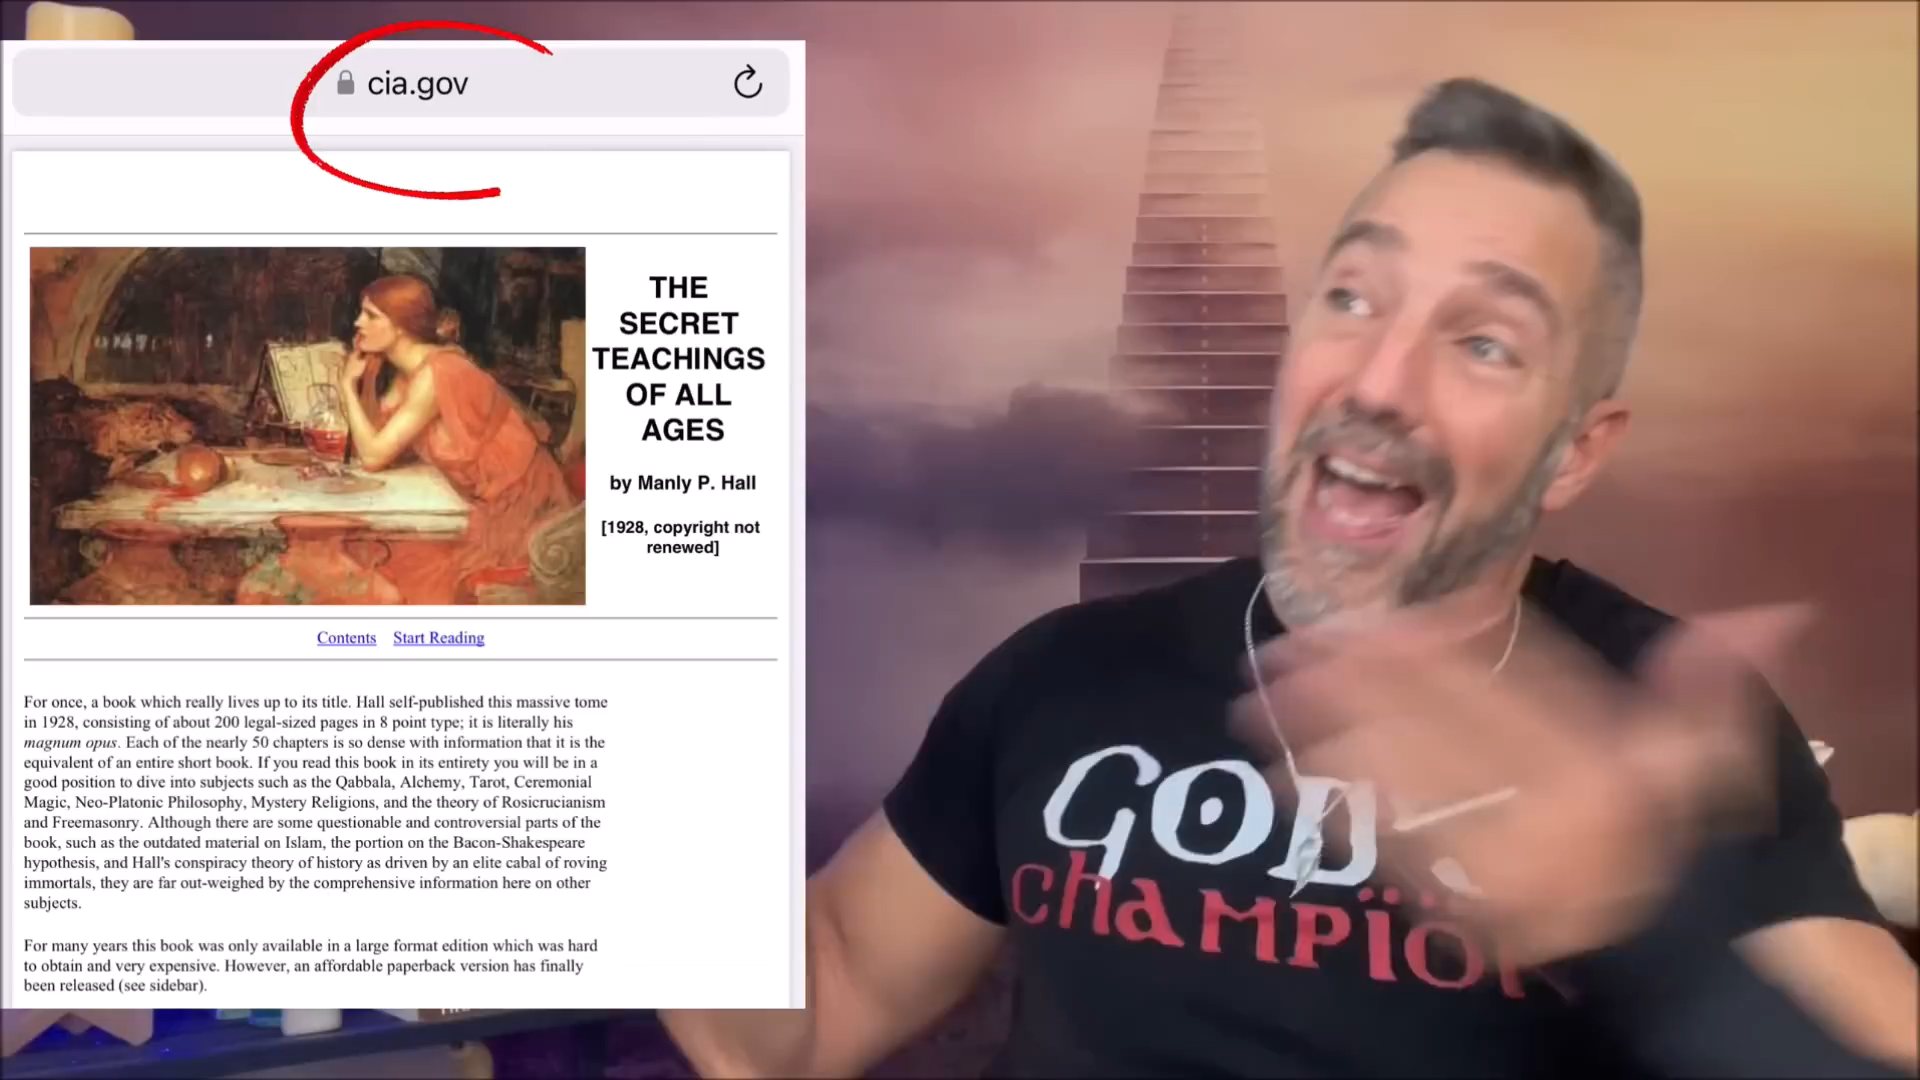 cia.gov
THE
SECRET
TEACHINGS
OF ALL
AGES
by Manly P. Hall
[1928, copyright not
renewed]
Contents Start Reading
For once, a book which really lives up to its title. Hall self-published this massive tome
in 1928, consisting of about 200 legal-sized pages in 8 point type; it is literally his
magnum opus. Each of the nearly 50 chapters is so dense with information that it is the
equivalent of an entire short book. If you read this book in its entirety you will be in a
good position to dive into subjects such as the Qabbala, Alchemy, Tarot, Ceremonial
Magic, Neo-Platonic Philosophy, Mystery Religions, and the theory of Rosicrucianism
and Freemasonry. Although there are some questionable and controversial parts of the
book, such as the outdated material on Islam, the portion on the Bacon-Shakespeare
hypothesis, and Hall's conspiracy theory of history as driven by an elite cabal of roving
immortals, they are far out-weighed by the comprehensive information here on other
subjects.
For many years this book was only available in a large format edition which was hard
to obtain and very expensive. However, an affordable paperback version has finally
been released (see sidebar).
GOD